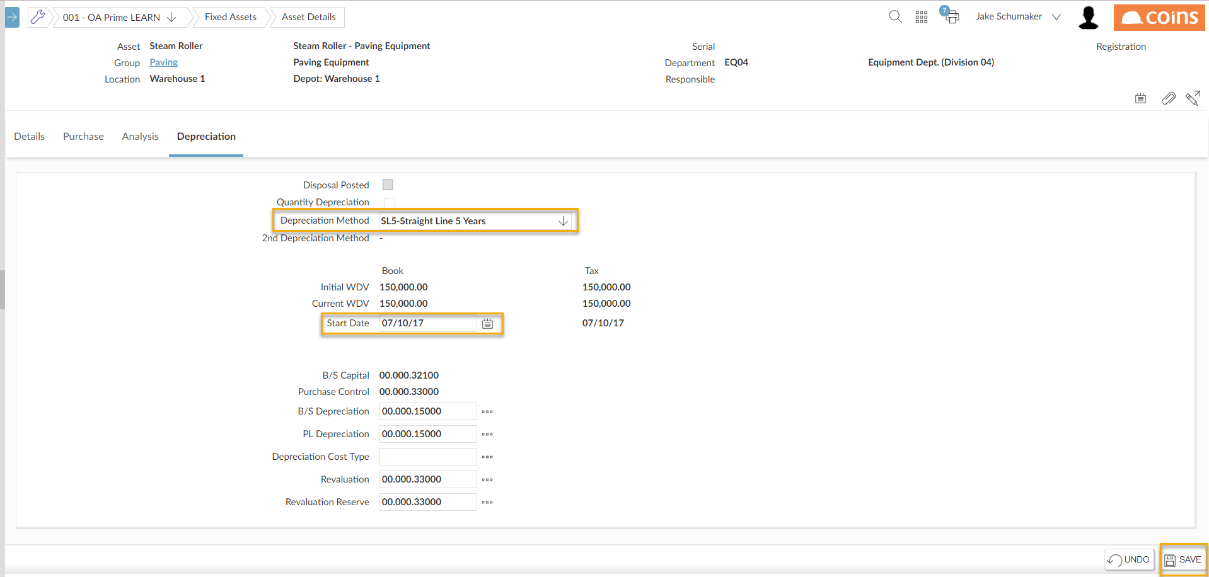 001 - OA Prime LEARN Fixed Assets Asset Details 7 Jake Schumaker coins
Asset Steam Roller Steam Roller - Paving Equipment Serial Registration
Group Paving Paving Equipment Department EQ04 Equipment Dept. (Division 04)
Location Warehouse 1 Depot: Warehouse 1 Responsible
Details Purchase Analysis Depreciation
Disposal Posted
Quantity Depreciation
Depreciation Method SL5-Straight Line 5 Years
2nd Depreciation Method -
Book Tax
Initial WDV 150,000.00 150,000.00
Current WDV 150,000.00 150,000.00
Start Date 07/10/17 07/10/17
B/S Capital 00.000.32100
Purchase Control 00.000.33000
B/S Depreciation 00.000.15000
PL Depreciation 00.000.15000
Depreciation Cost Type
Revaluation 00.000.33000
Revaluation Reserve 00.000.33000
UNDO SAVE